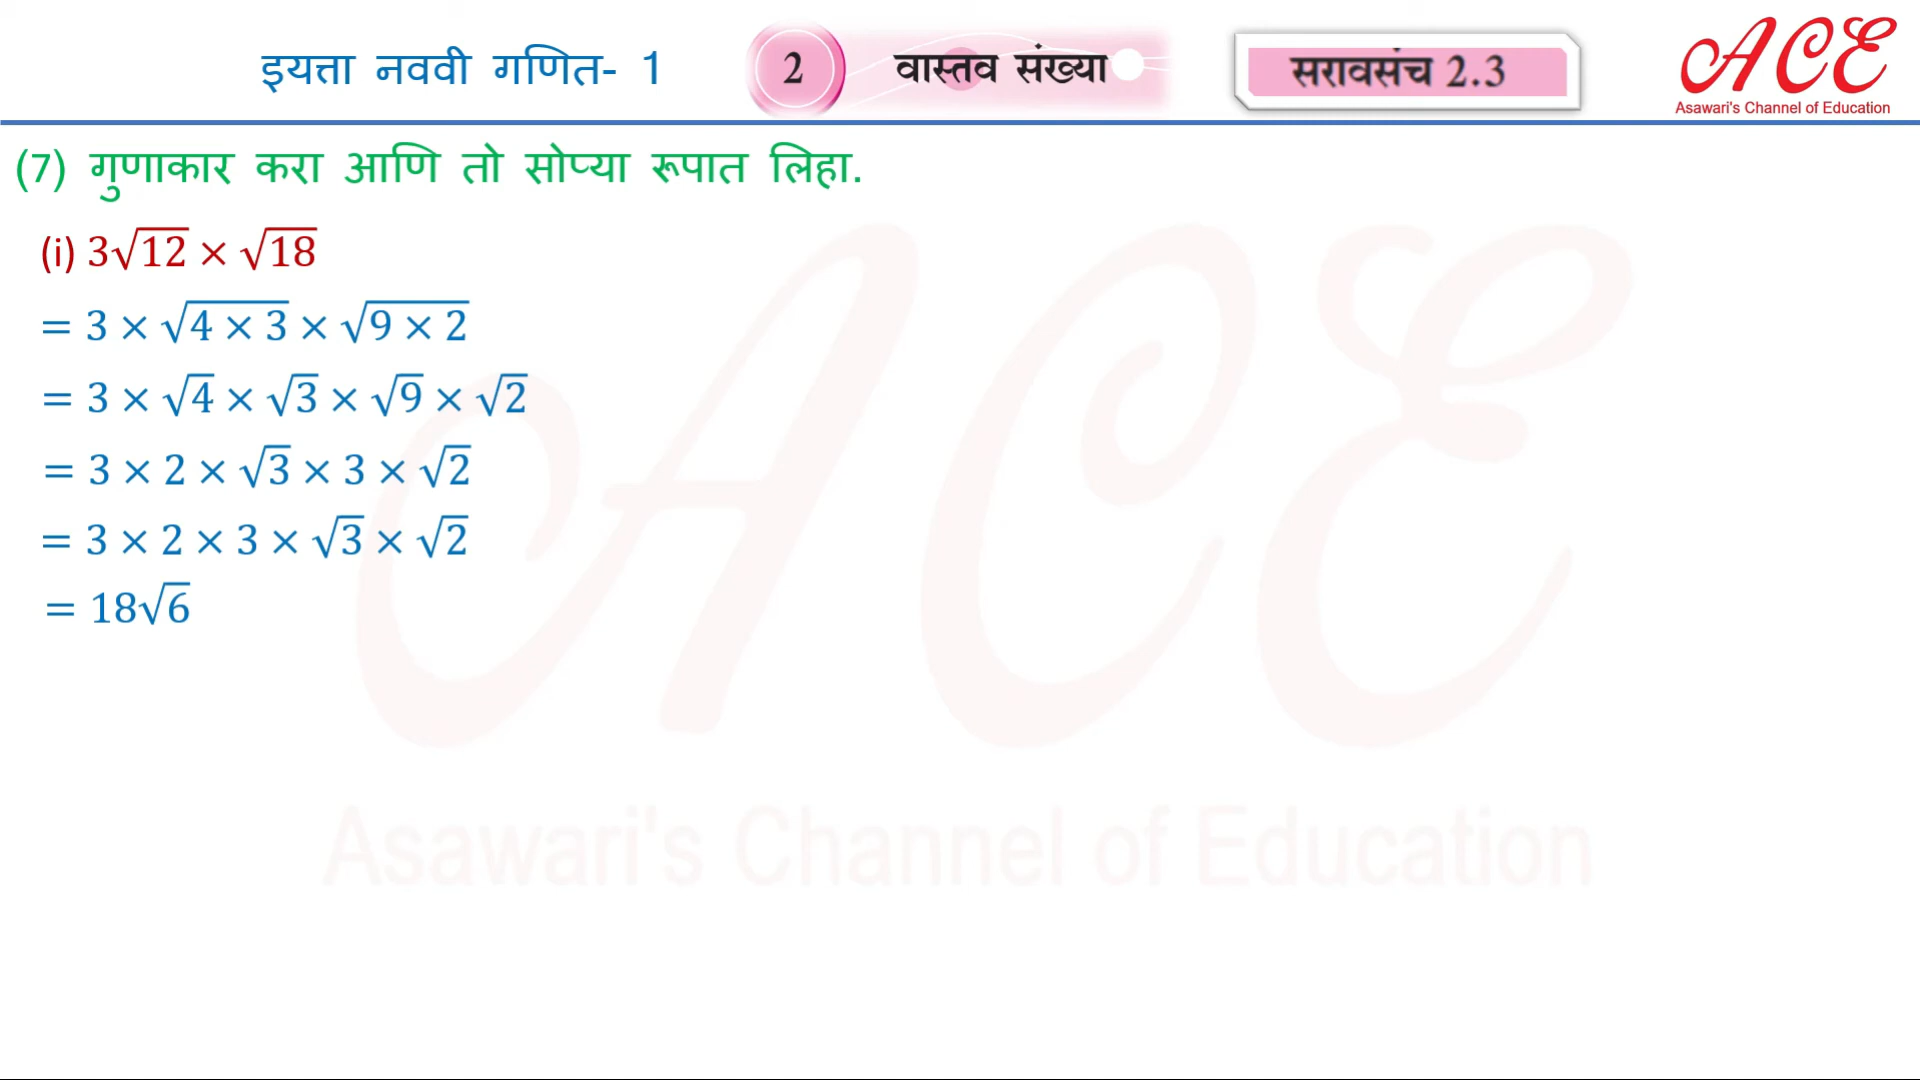 इयत्ता नववी गणित- 1
2 वास्तव संख्या
सरावसंच 2.3
ACE
Asawari's Channel of Education
(7) गुणाकार करा आणि तो सोप्या रूपात लिहा.
(i) 3√12 × √18
= 3 × √(4 × 3) × √(9 × 2)
= 3 × √4 × √3 × √9 × √2
= 3 × 2 × √3 × 3 × √2
= 3 × 2 × 3 × √3 × √2
= 18√6
ACE
Asawari's Channel of Education